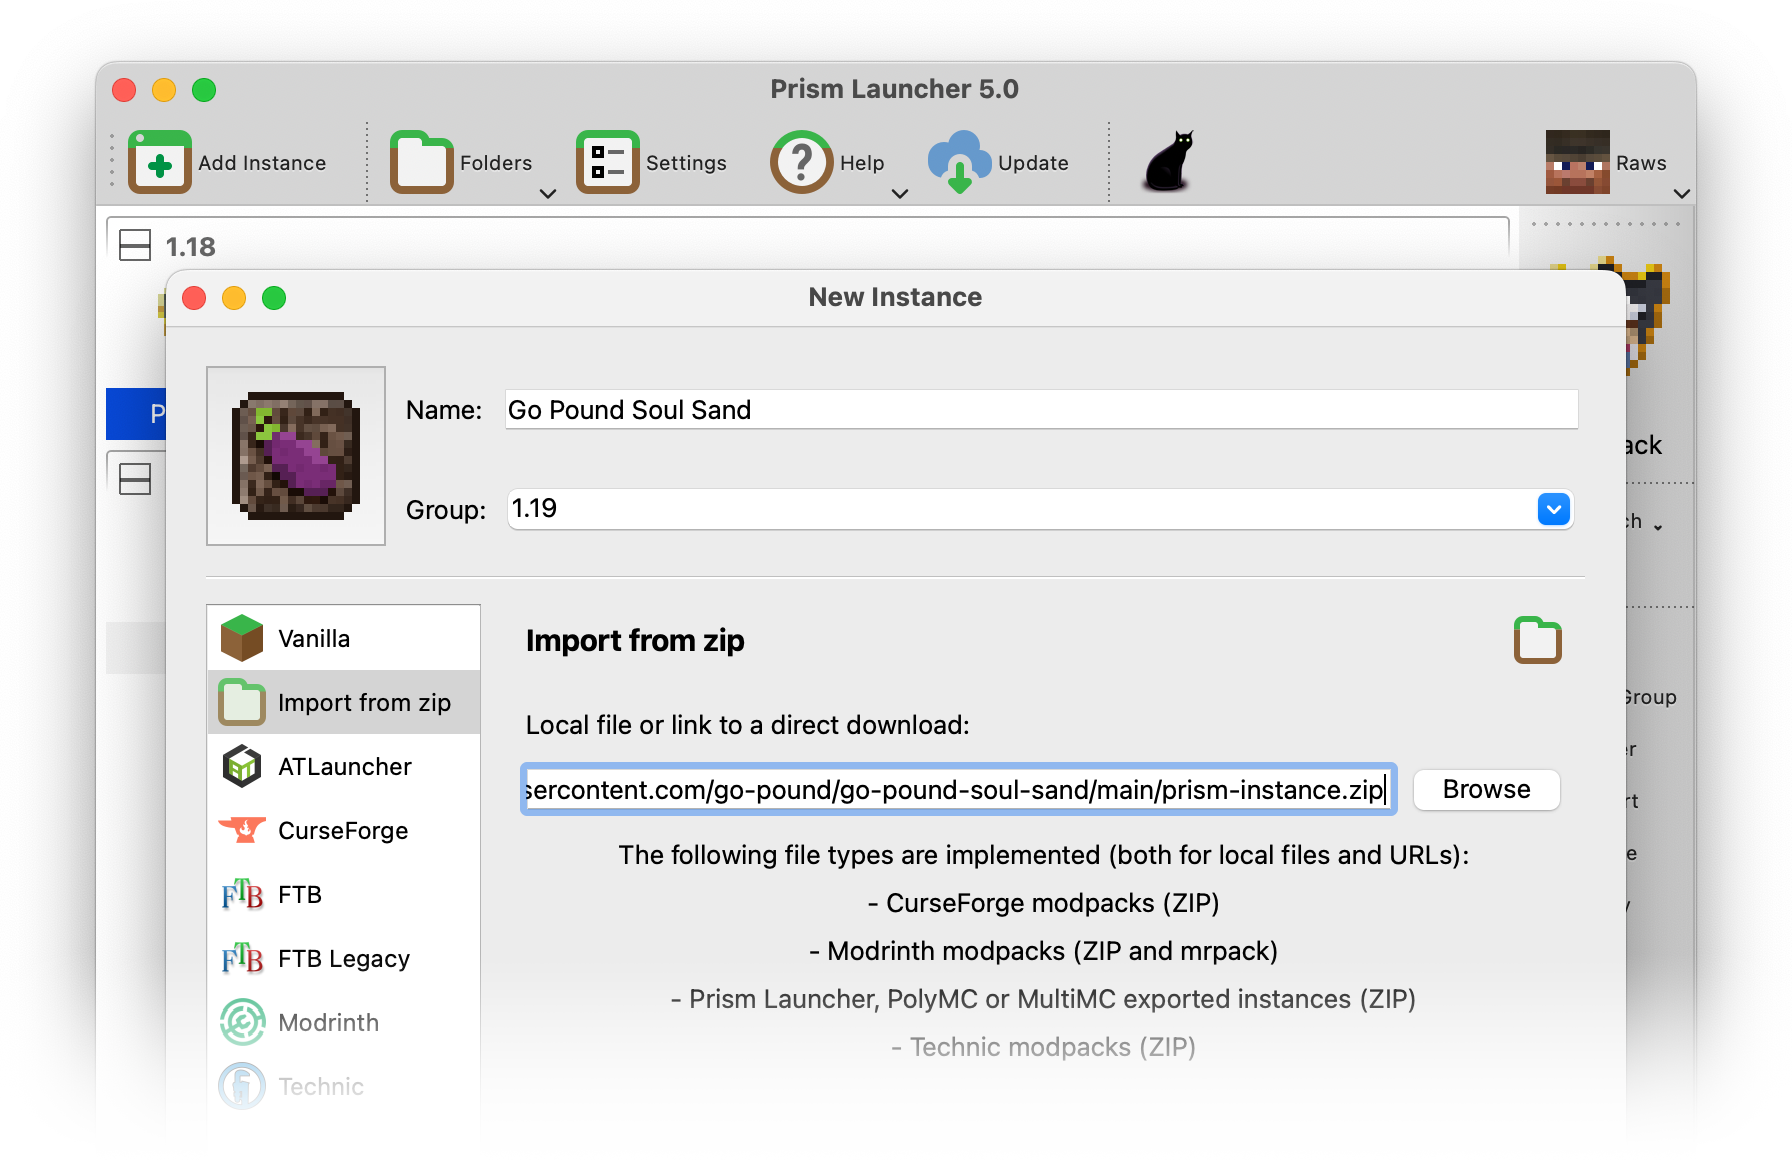 Prism Launcher 5.0
Add Instance
Folders
Settings
Help
Update
Raws
1.18
New Instance
Name:
Go Pound Soul Sand
Group:
1.19
Vanilla
Import from zip
ATLauncher
CurseForge
FTB
FTB Legacy
Modrinth
Technic
Import from zip
Local file or link to a direct download:
sercontent.com/go-pound/go-pound-soul-sand/main/prism-instance.zip
Browse
The following file types are implemented (both for local files and URLs):
- CurseForge modpacks (ZIP)
- Modrinth modpacks (ZIP and mrpack)
- Prism Launcher, PolyMC or MultiMC exported instances (ZIP)
- Technic modpacks (ZIP)
Group